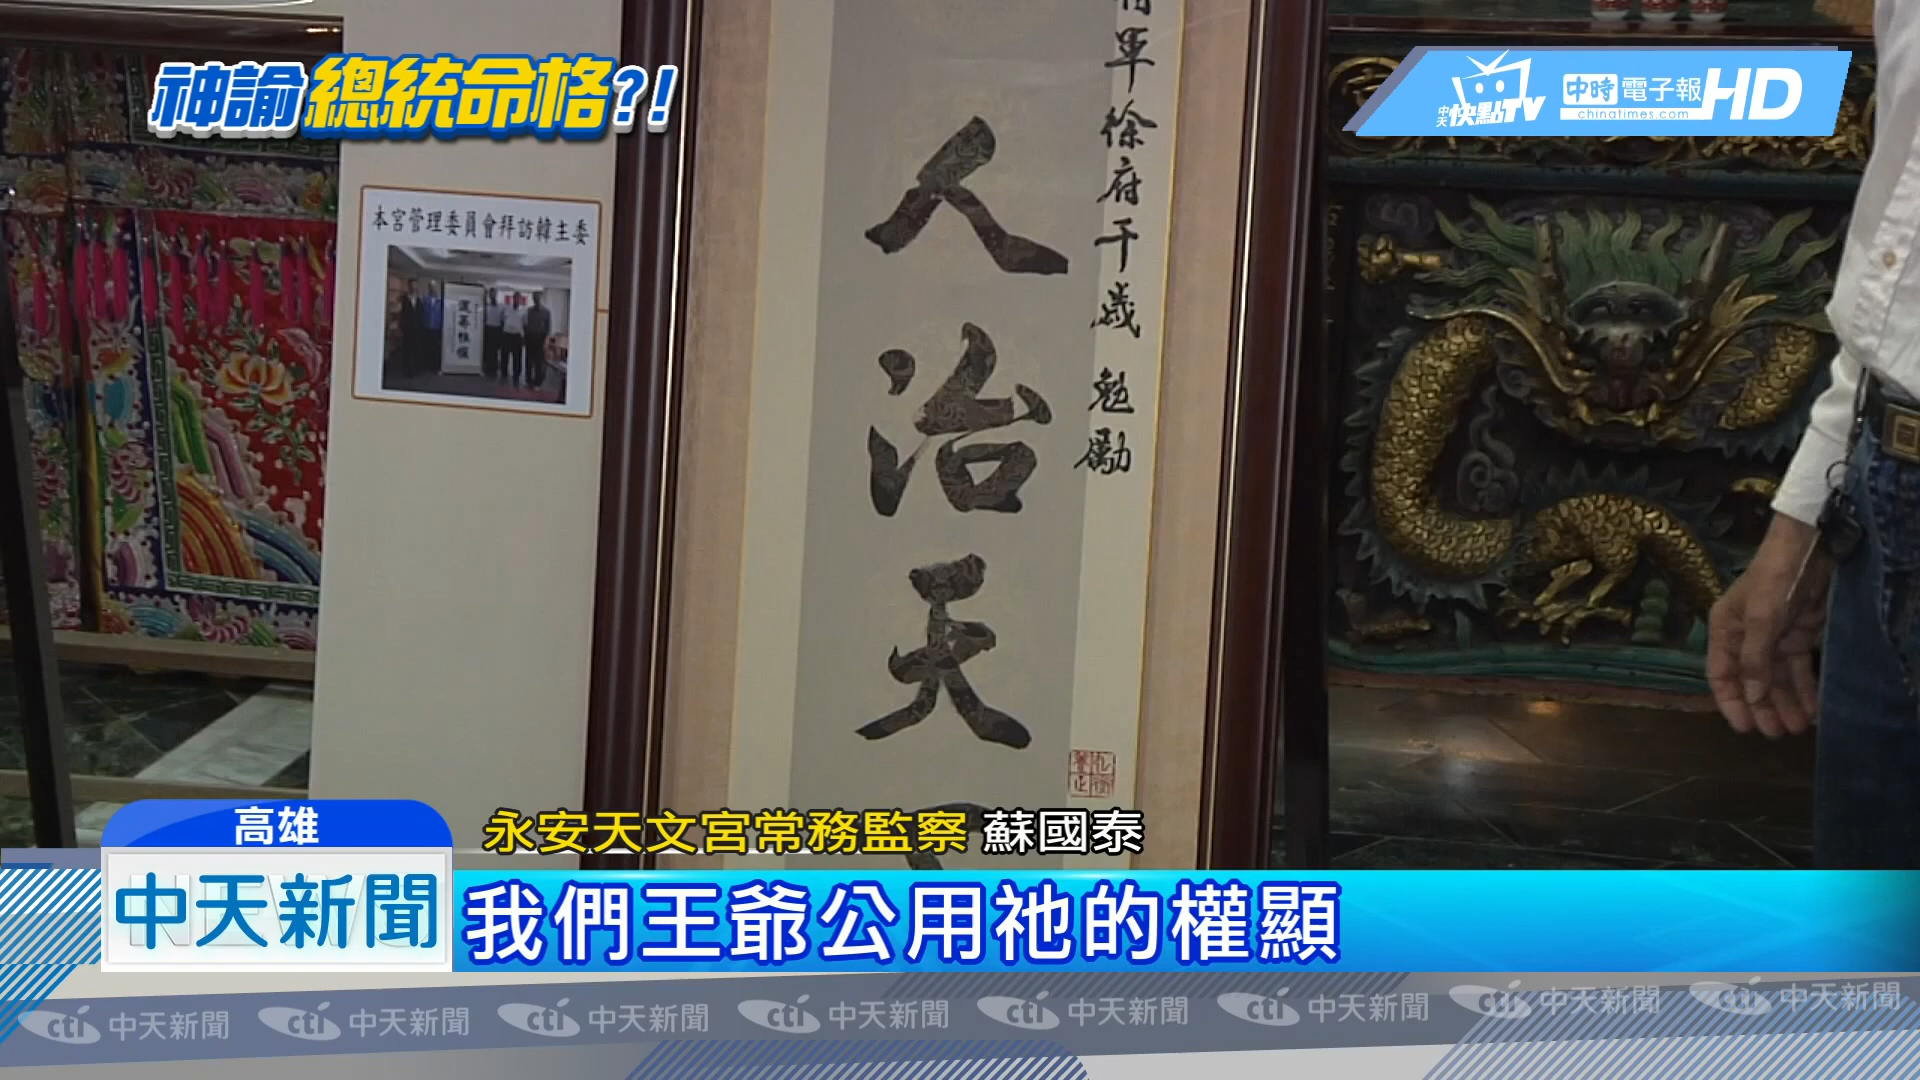 神諭總統命格?!
中天快點TV
中時電子報HD
chinatimes.com
本宮管理委員會拜訪韓主委
將軍徐府千歲 勉勵
人治天
高雄
永安天文宮常務監察 蘇國泰
中天新聞
我們王爺公用祂的權顯
cti 中天新聞 cti 中天新聞 cti 中天新聞 cti 中天新聞 cti 中天新聞 cti 中天新聞 cti 中天新聞 cti 中天新聞